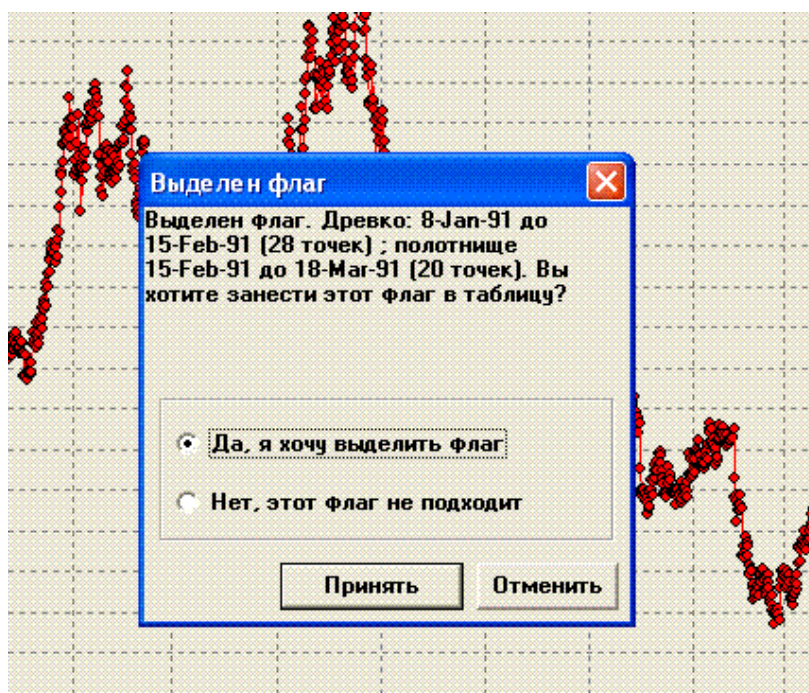 Выделен флаг
Выделен флаг. Древко: 8-Jan-91 до
15-Feb-91 (28 точек) ; полотнище
15-Feb-91 до 18-Mar-91 (20 точек). Вы
хотите занести этот флаг в таблицу?
Да, я хочу выделить флаг
Нет, этот флаг не подходит
Принять
Отменить